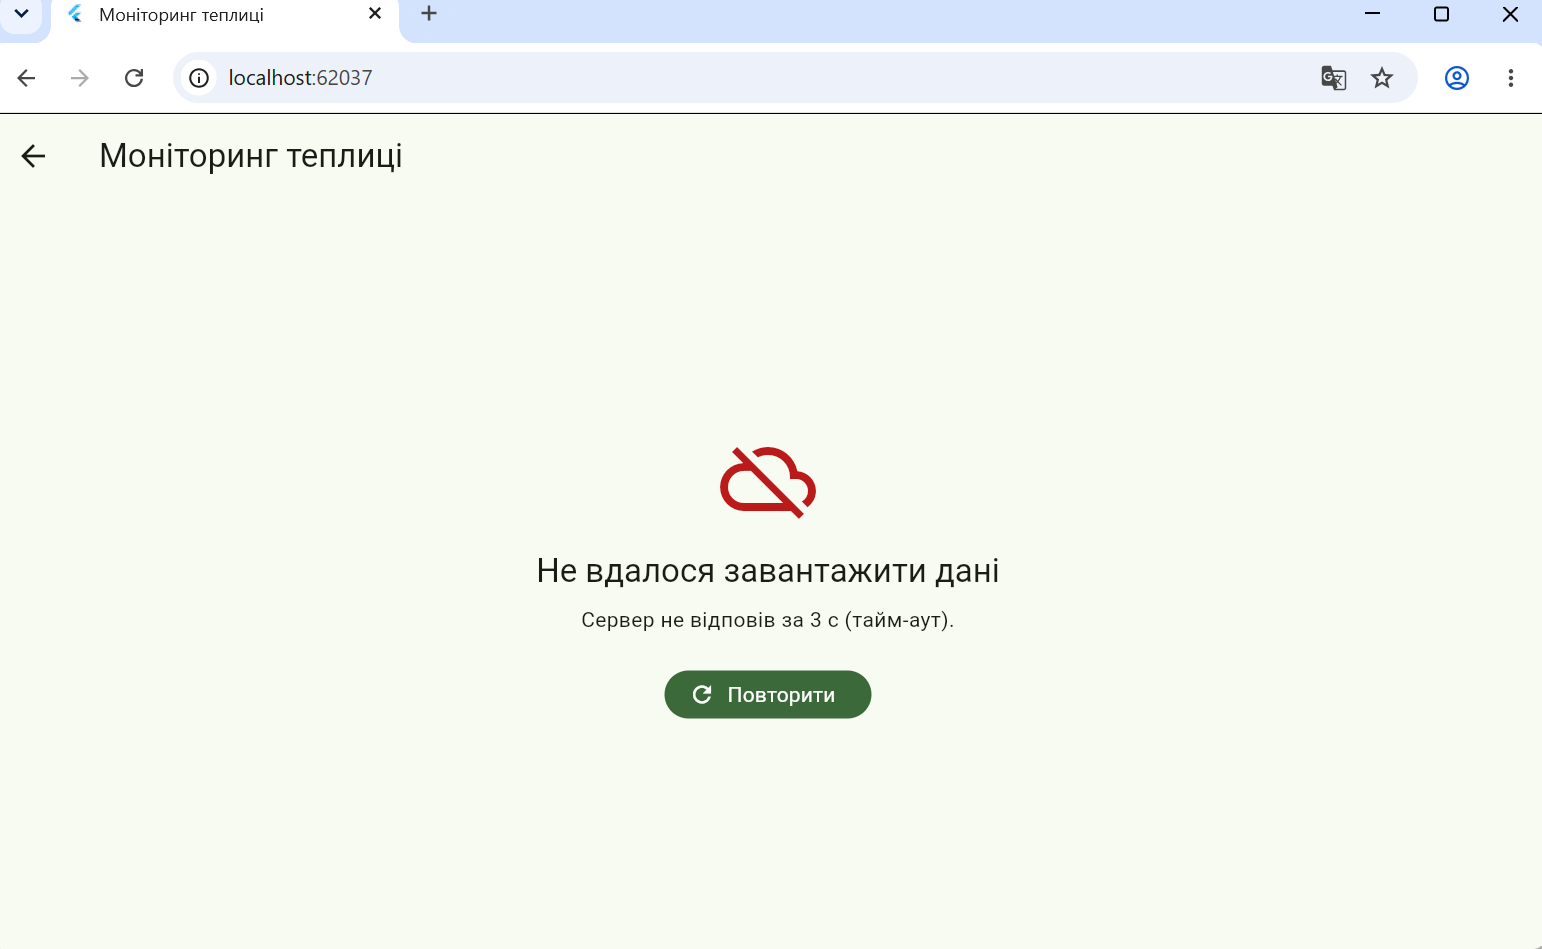 Моніторинг теплиці
localhost:62037
Моніторинг теплиці
Не вдалося завантажити дані
Сервер не відповів за 3 с (тайм-аут).
Повторити